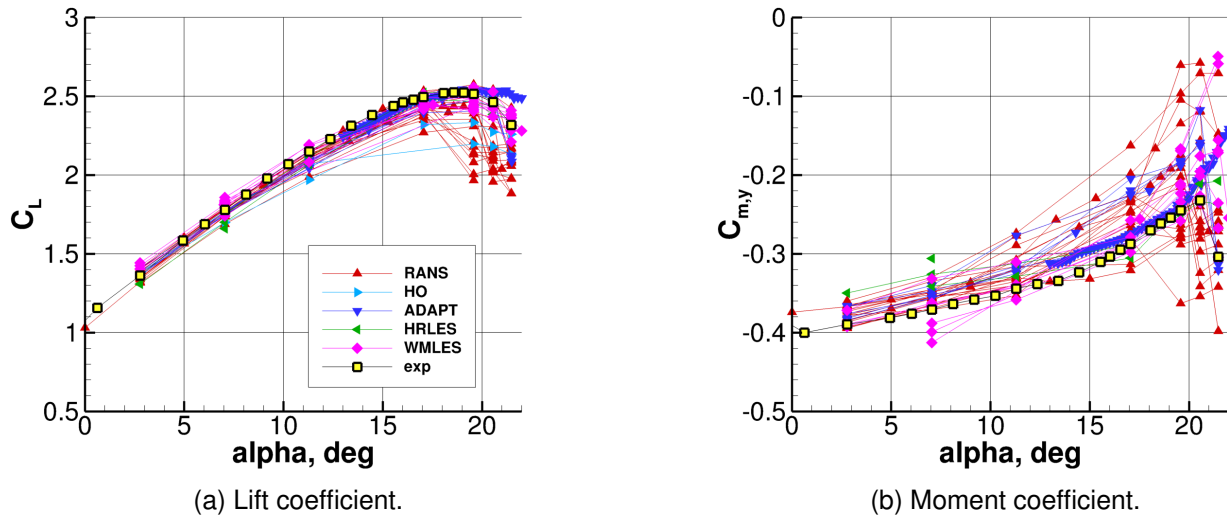 3
2.5
2
1.5
1
0.5
C_L
0 5 10 15 20
alpha, deg
RANS
HO
ADAPT
HRLES
WMLES
exp
(a) Lift coefficient.
-0
-0.1
-0.2
-0.3
-0.4
-0.5
C_m,y
0 5 10 15 20
alpha, deg
(b) Moment coefficient.